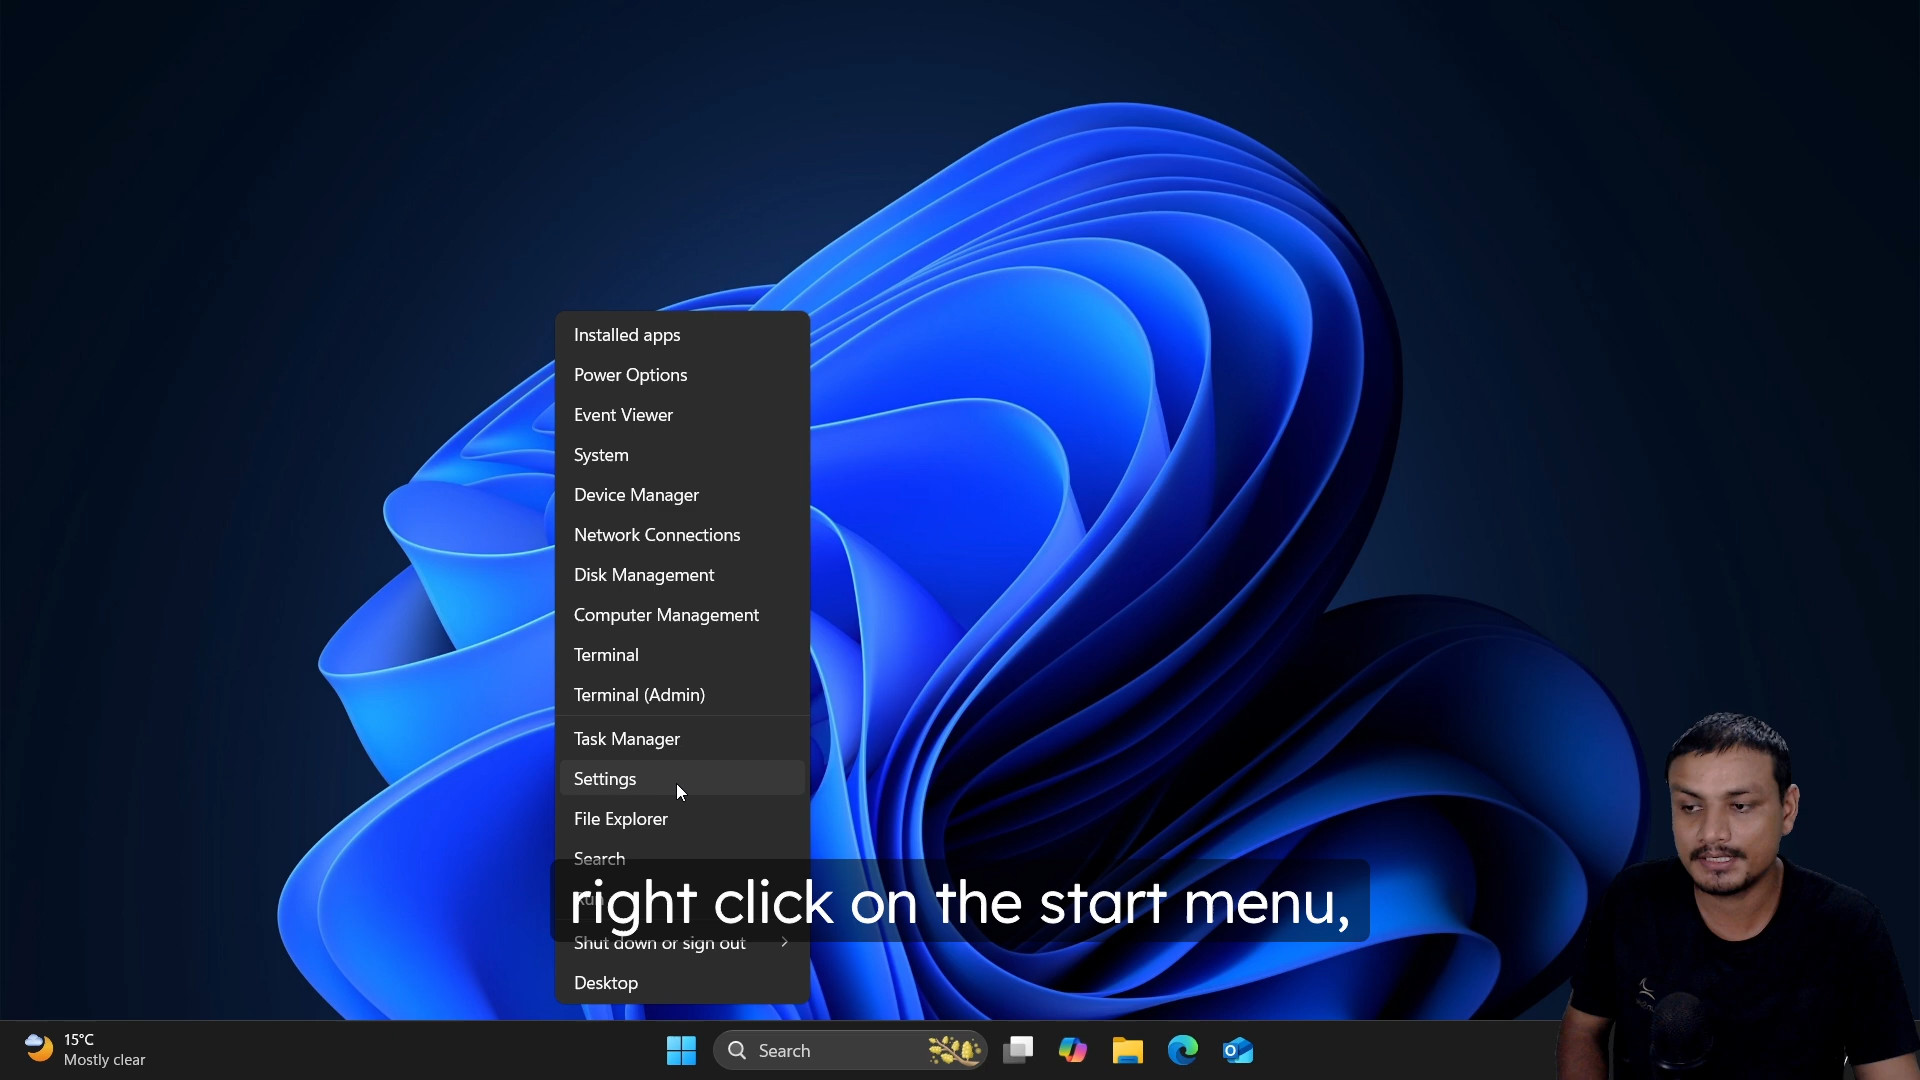 Installed apps
Power Options
Event Viewer
System
Device Manager
Network Connections
Disk Management
Computer Management
Terminal
Terminal (Admin)
Task Manager
Settings
File Explorer
Search
Run
right click on the start menu,
Shut down or sign out
Desktop
15°C
Mostly clear
Search